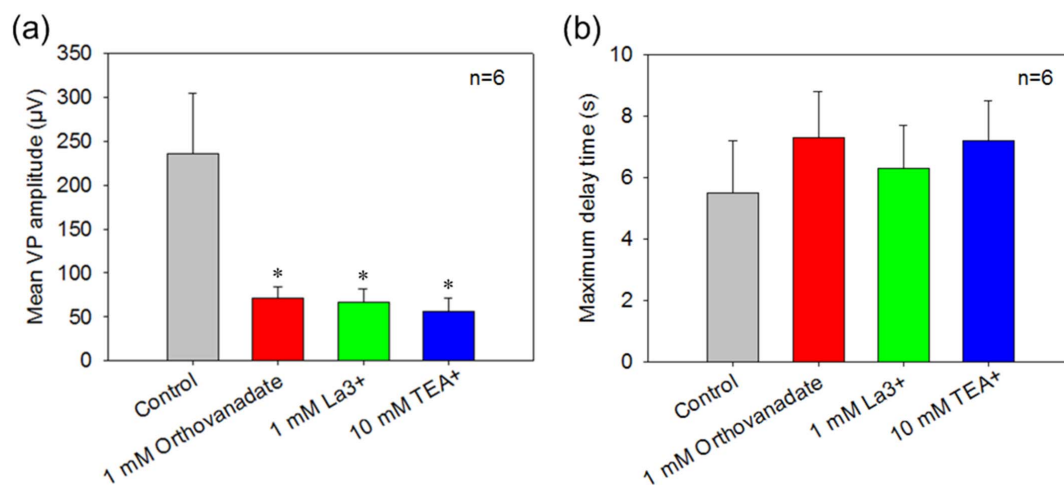 (a)
Mean VP amplitude (µV)
350
300
250
200
150
100
50
0
n=6
*
*
*
Control
1 mM Orthovanadate
1 mM La3+
10 mM TEA+
(b)
Maximum delay time (s)
10
8
6
4
2
0
n=6
Control
1 mM Orthovanadate
1 mM La3+
10 mM TEA+